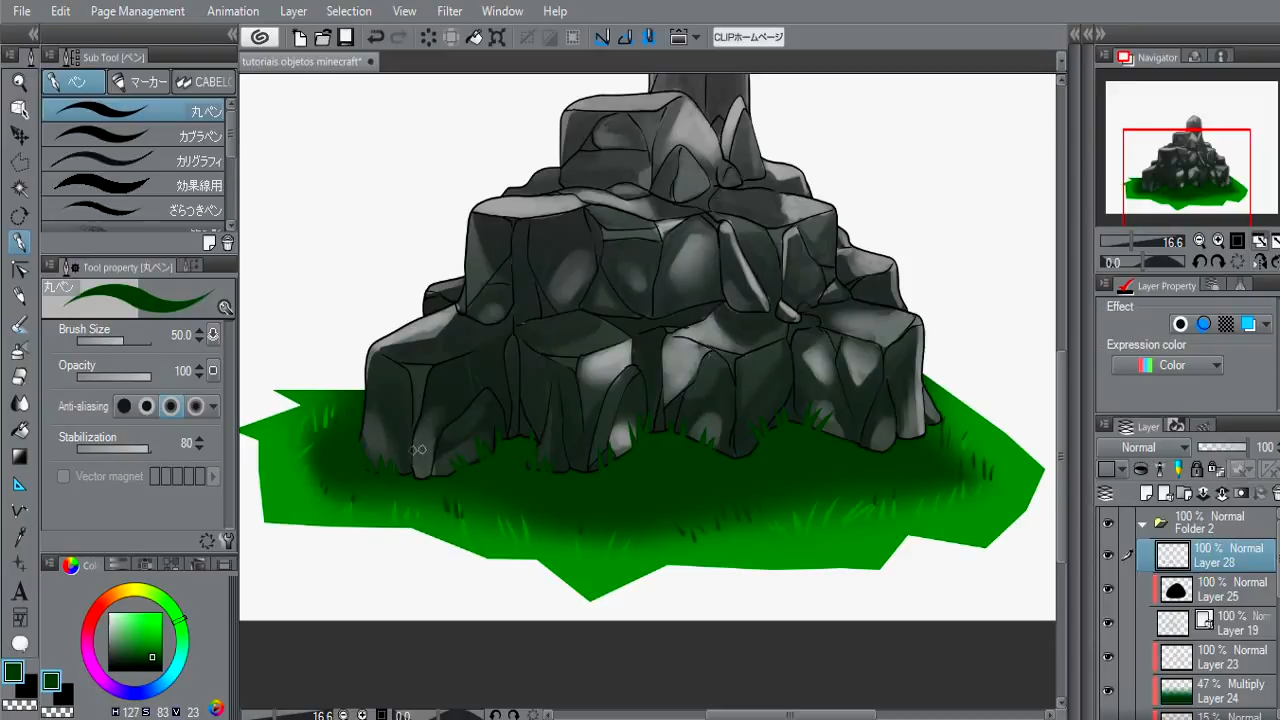 File Edit Page Management Animation Layer Selection View Filter Window Help
CLIPホームページ
Sub Tool [ペン]
tutoriais objetos minecraft*
Navigator
ペン マーカー CABEL
丸ペン
カブラペン
カリグラフィ
効果線用
ざらつきペン
16.6
0.0
Tool property [丸ペン]
丸ペン
Layer Property
Effect
Brush Size 50.0
Expression color
Opacity 100
Color
Anti-aliasing
Layer
Stabilization 80
Normal 100
Vector magnet
100 % Normal
Folder 2
100 % Normal
Layer 28
Col
100 % Normal
Layer 25
100 % Nor
Layer 19
100 % Normal
Layer 23
47 % Multiply
Layer 24
H 127 S 83 V 23
16.6 0.0